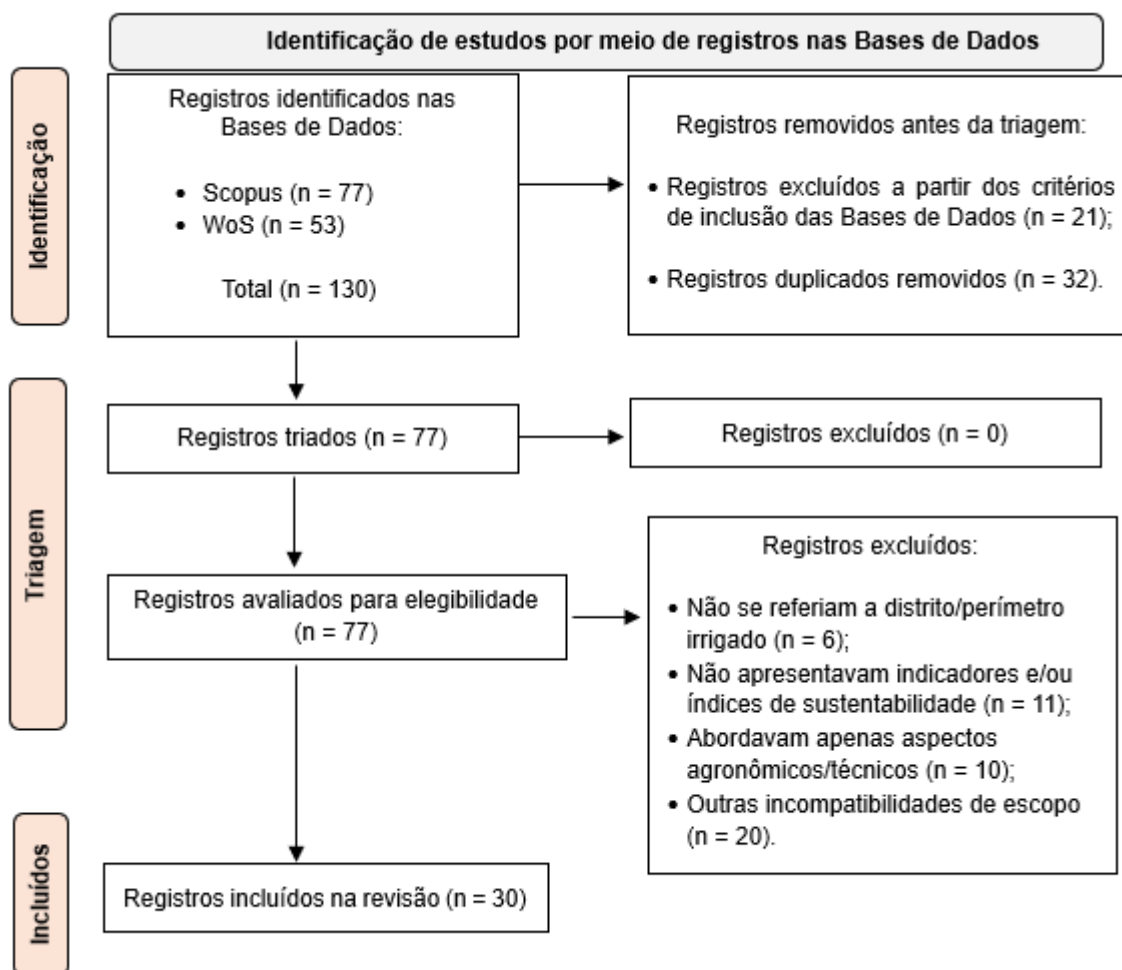 Identificação de estudos por meio de registros nas Bases de Dados
Identificação
Registros identificados nas
Bases de Dados:
• Scopus (n = 77)
• WoS (n = 53)
Total (n = 130)
Registros removidos antes da triagem:
• Registros excluídos a partir dos critérios
de inclusão das Bases de Dados (n = 21);
• Registros duplicados removidos (n = 32).
Triagem
Registros triados (n = 77)
Registros excluídos (n = 0)
Registros avaliados para elegibilidade
(n = 77)
Registros excluídos:
• Não se referiam a distrito/perímetro
irrigado (n = 6);
• Não apresentavam indicadores e/ou
índices de sustentabilidade (n = 11);
• Abordavam apenas aspectos
agronômicos/técnicos (n = 10);
• Outras incompatibilidades de escopo
(n = 20).
Incluídos
Registros incluídos na revisão (n = 30)